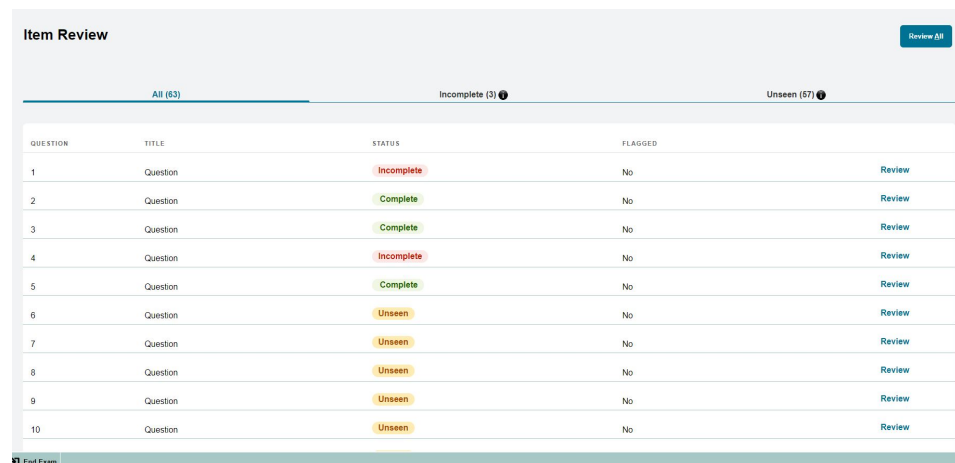 Item Review
Review All
All (63) Incomplete (3) Unseen (57)
QUESTION TITLE STATUS FLAGGED
1 Question Incomplete No Review
2 Question Complete No Review
3 Question Complete No Review
4 Question Incomplete No Review
5 Question Complete No Review
6 Question Unseen No Review
7 Question Unseen No Review
8 Question Unseen No Review
9 Question Unseen No Review
10 Question Unseen No Review
End Exam